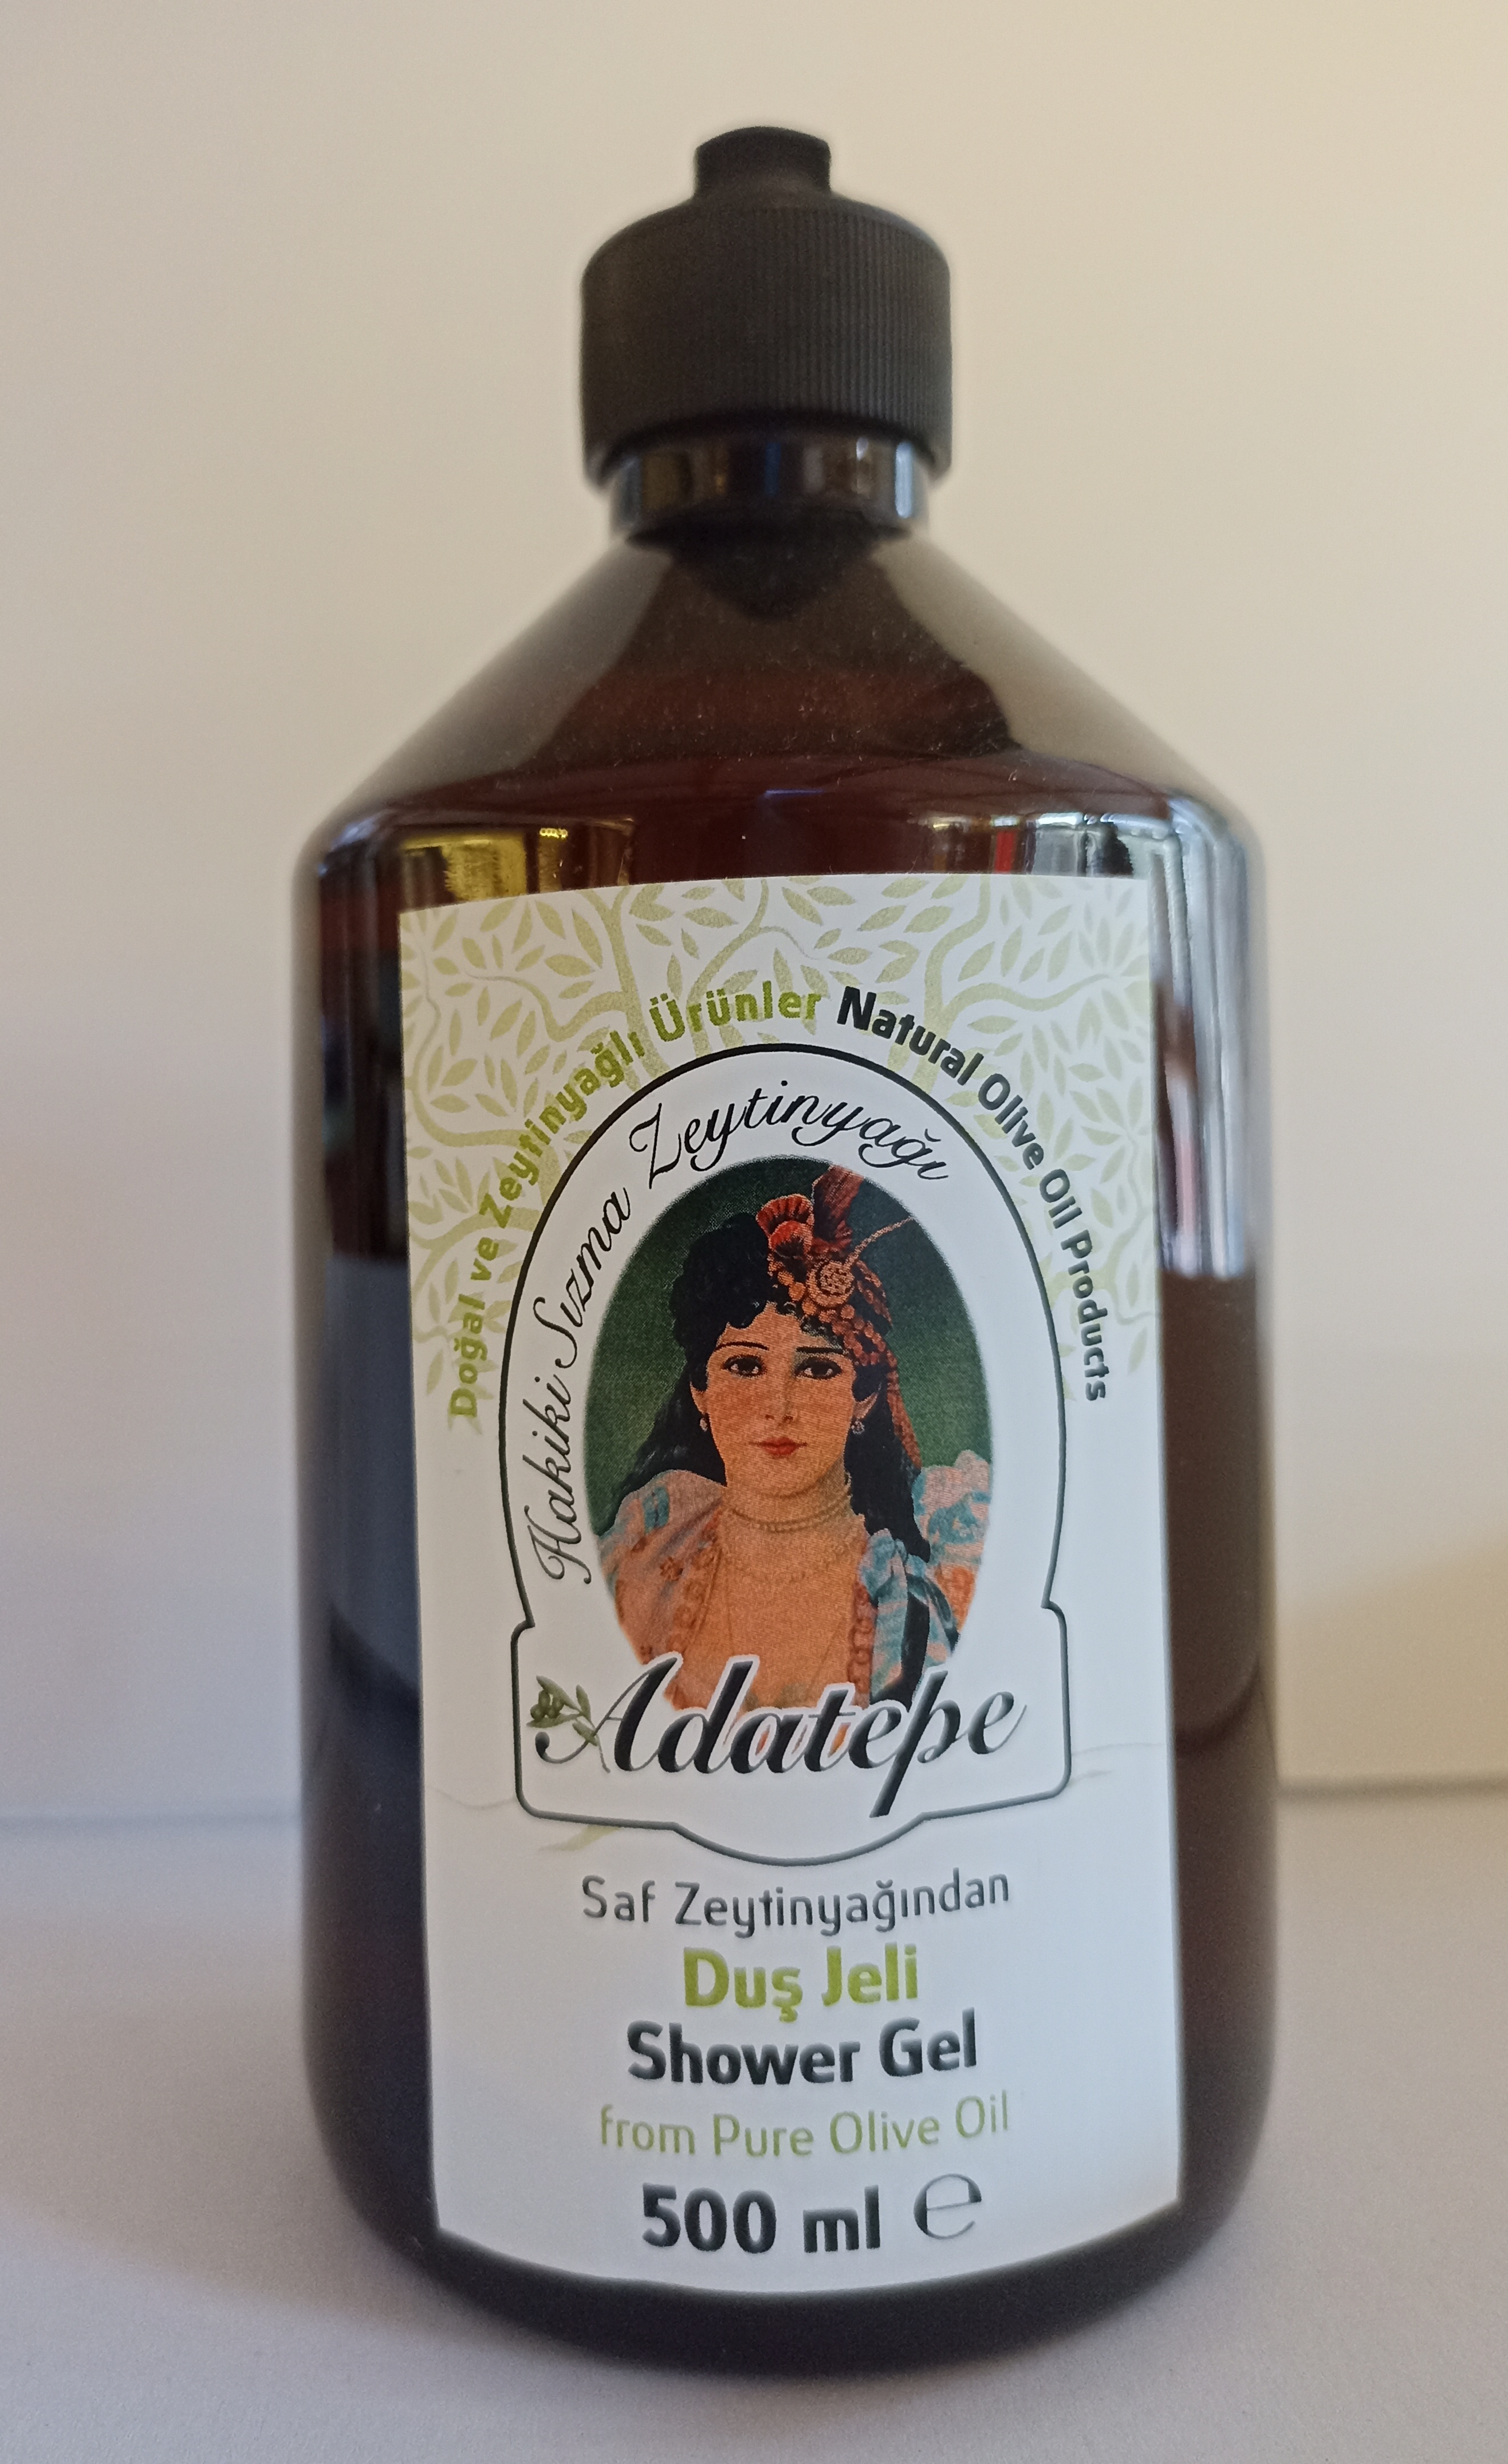 Doğal ve Zeytinyağlı Ürünler Natural Olive Oil Products
Hakiki Sızma Zeytinyağı
Adatepe
Saf Zeytinyağından
Duş Jeli
Shower Gel
from Pure Olive Oil
500 ml ℮